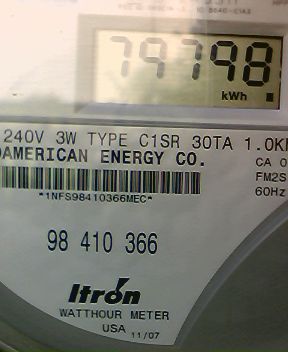 79798
kWh
240V 3W TYPE C1SR 30TA 1.0K
DAMERICAN ENERGY CO.
CA 0
FM2S
60Hz
*1NFS98410366MEC*
98 410 366
Itron
WATTHOUR METER
USA 11/07